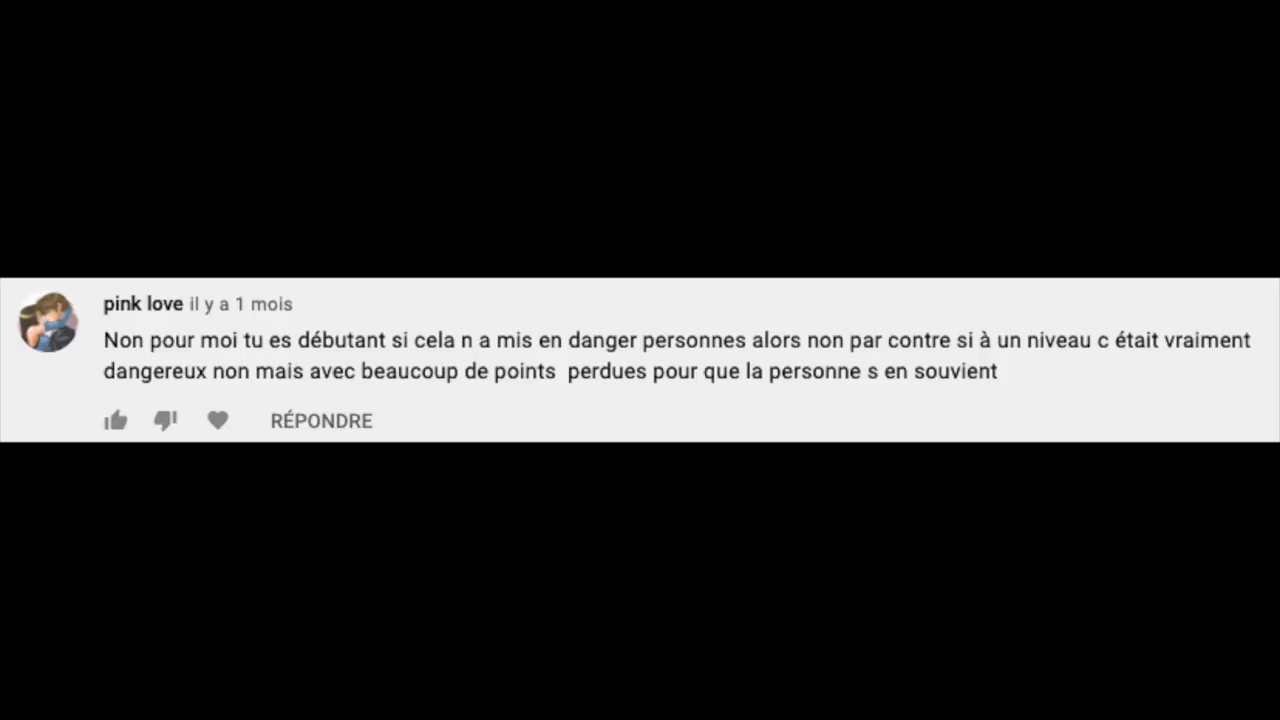 pink love il y a 1 mois
Non pour moi tu es débutant si cela n a mis en danger personnes alors non par contre si à un niveau c était vraiment
dangereux non mais avec beaucoup de points  perdues pour que la personne s en souvient
RÉPONDRE